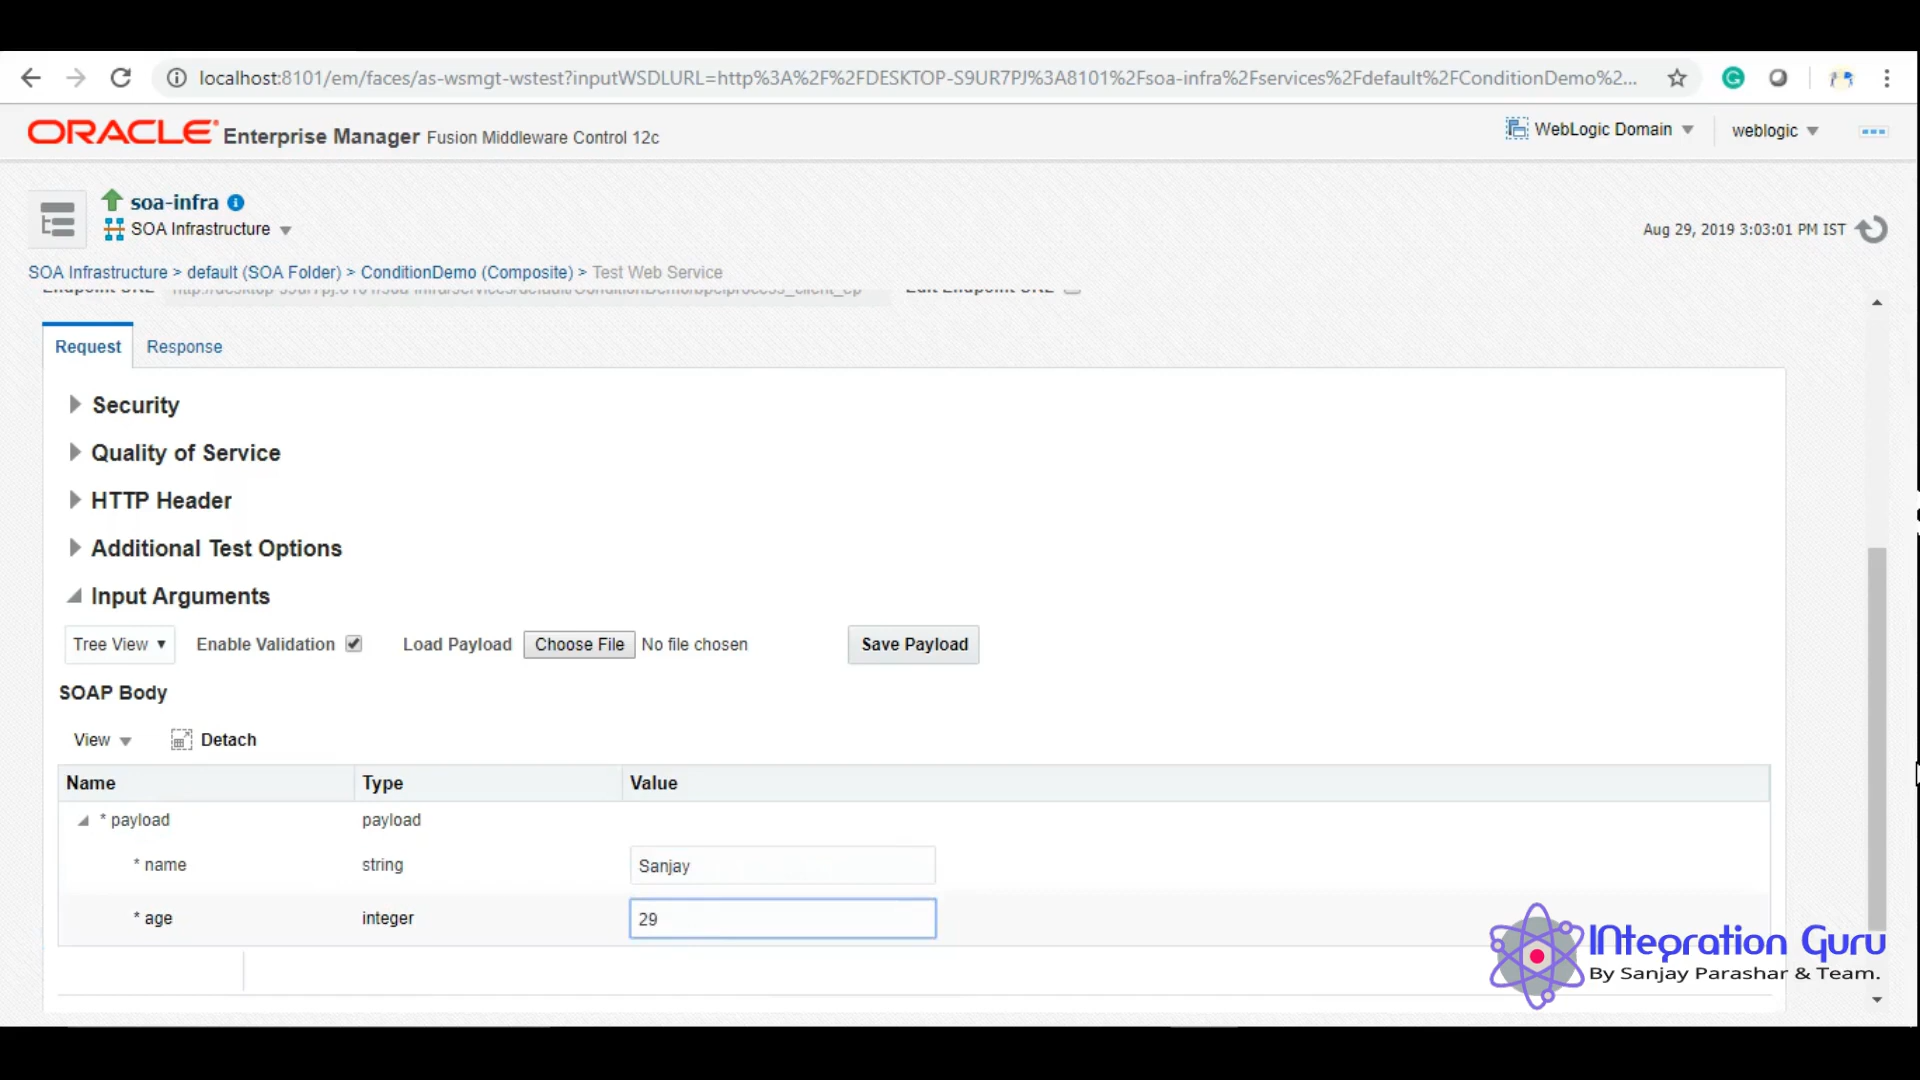 localhost:8101/em/faces/as-wsmgt-wstest?inputWSDLURL=http%3A%2F%2FDESKTOP-S9UR7PJ%3A8101%2Fsoa-infra%2Fservices%2Fdefault%2FConditionDemo%2...
ORACLE Enterprise Manager Fusion Middleware Control 12c
WebLogic Domain
weblogic
soa-infra
SOA Infrastructure
Aug 29, 2019 3:03:01 PM IST
SOA Infrastructure > default (SOA Folder) > ConditionDemo (Composite) > Test Web Service
Request Response
Security
Quality of Service
HTTP Header
Additional Test Options
Input Arguments
Tree View Enable Validation Load Payload Choose File No file chosen Save Payload
SOAP Body
View Detach
Name Type Value
* payload payload
* name string Sanjay
* age integer 29
INtegration Guru
By Sanjay Parashar & Team.